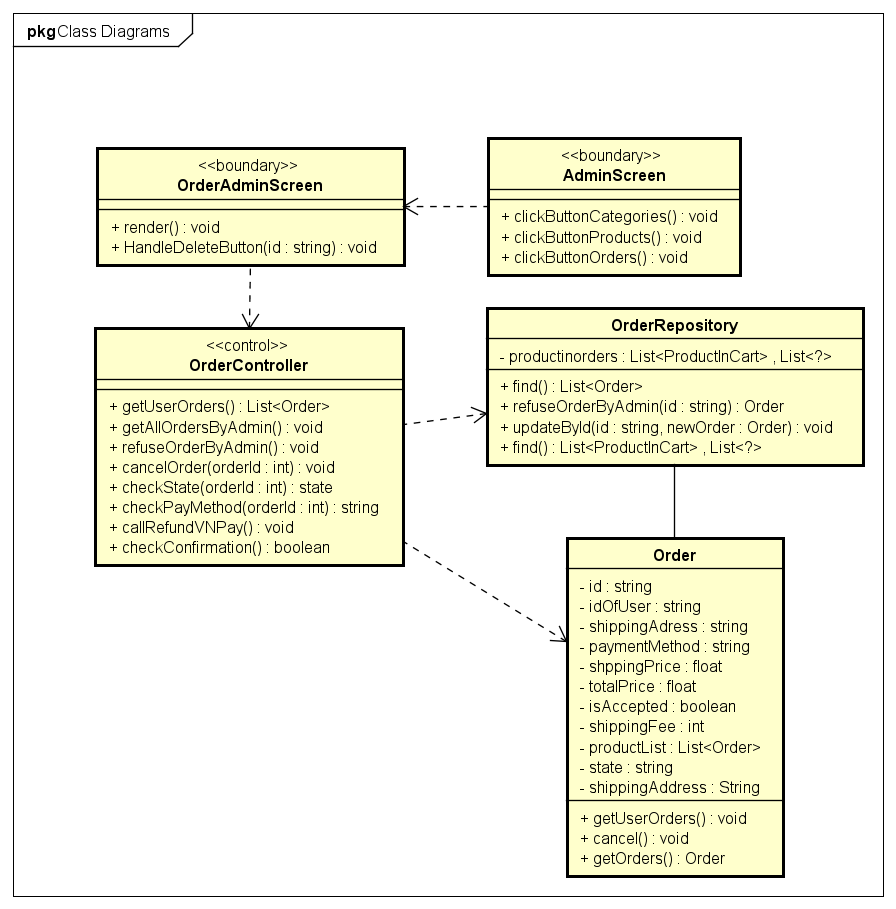 pkg Class Diagrams
<<boundary>>
OrderAdminScreen
+ render() : void
+ HandleDeleteButton(id : string) : void
<<boundary>>
AdminScreen
+ clickButtonCategories() : void
+ clickButtonProducts() : void
+ clickButtonOrders() : void
<<control>>
OrderController
+ getUserOrders() : List<Order>
+ getAllOrdersByAdmin() : void
+ refuseOrderByAdmin() : void
+ cancelOrder(orderId : int) : void
+ checkState(orderId : int) : state
+ checkPayMethod(orderId : int) : string
+ callRefundVNPay() : void
+ checkConfirmation() : boolean
OrderRepository
- productinorders : List<ProductInCart> , List<?>
+ find() : List<Order>
+ refuseOrderByAdmin(id : string) : Order
+ updateById(id : string, newOrder : Order) : void
+ find() : List<ProductInCart> , List<?>
Order
- id : string
- idOfUser : string
- shippingAdress : string
- paymentMethod : string
- shppingPrice : float
- totalPrice : float
- isAccepted : boolean
- shippingFee : int
- productList : List<Order>
- state : string
- shippingAddress : String
+ getUserOrders() : void
+ cancel() : void
+ getOrders() : Order